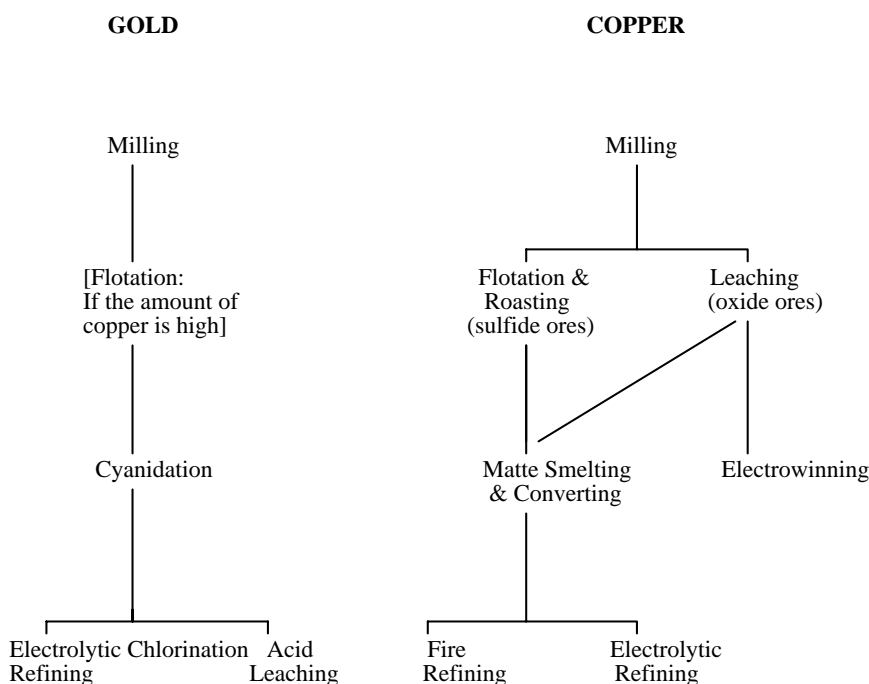 GOLD
Milling
[Flotation:
If the amount of
copper is high]
Cyanidation
Electrolytic Chlorination Acid
Refining Leaching
COPPER
Milling
Flotation &
Roasting
(sulfide ores)
Leaching
(oxide ores)
Matte Smelting
& Converting
Electrowinning
Fire
Refining
Electrolytic
Refining